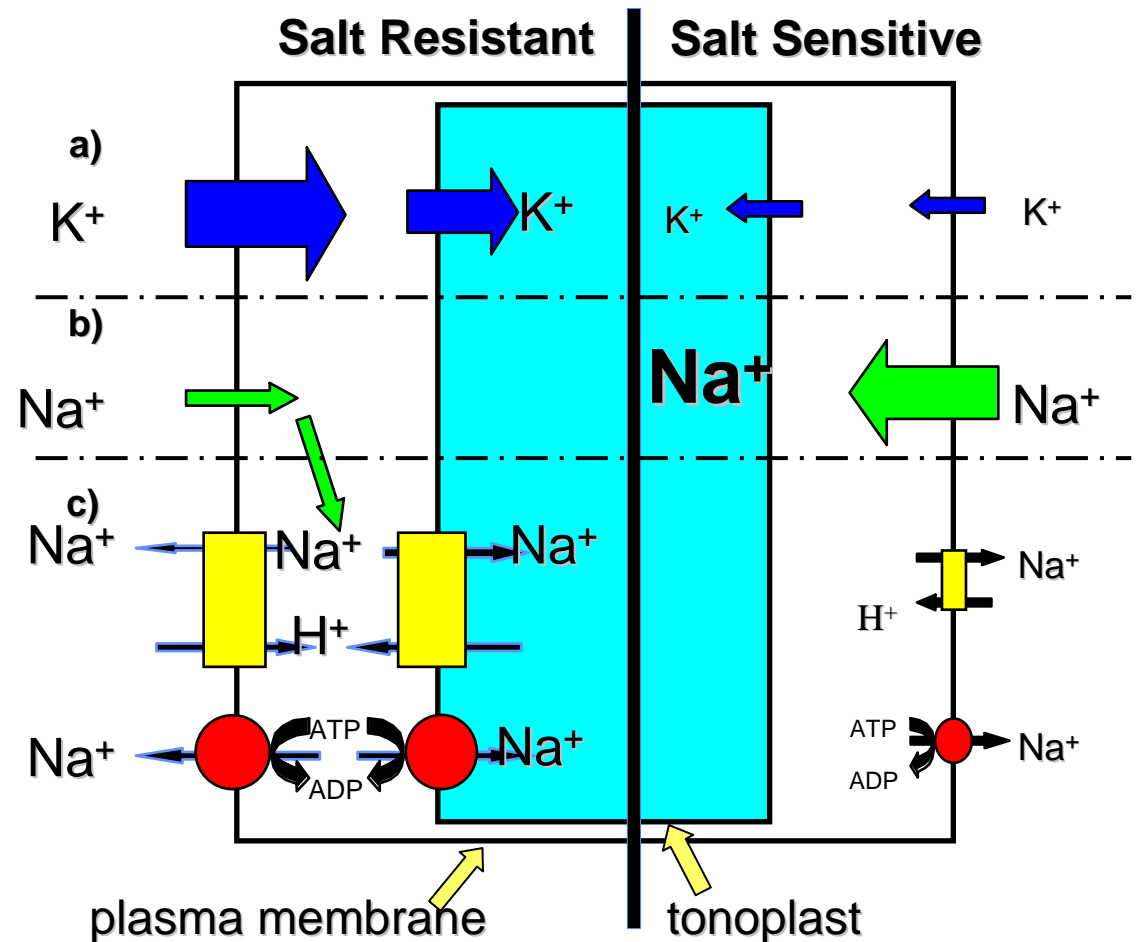 Salt Resistant Salt Sensitive
a)
K⁺ K⁺ K⁺ K⁺
b)
Na⁺ Na⁺ Na⁺
c)
Na⁺ Na⁺ Na⁺ Na⁺
H⁺ H⁺
Na⁺ ATP Na⁺ ATP Na⁺
ADP ADP
plasma membrane tonoplast